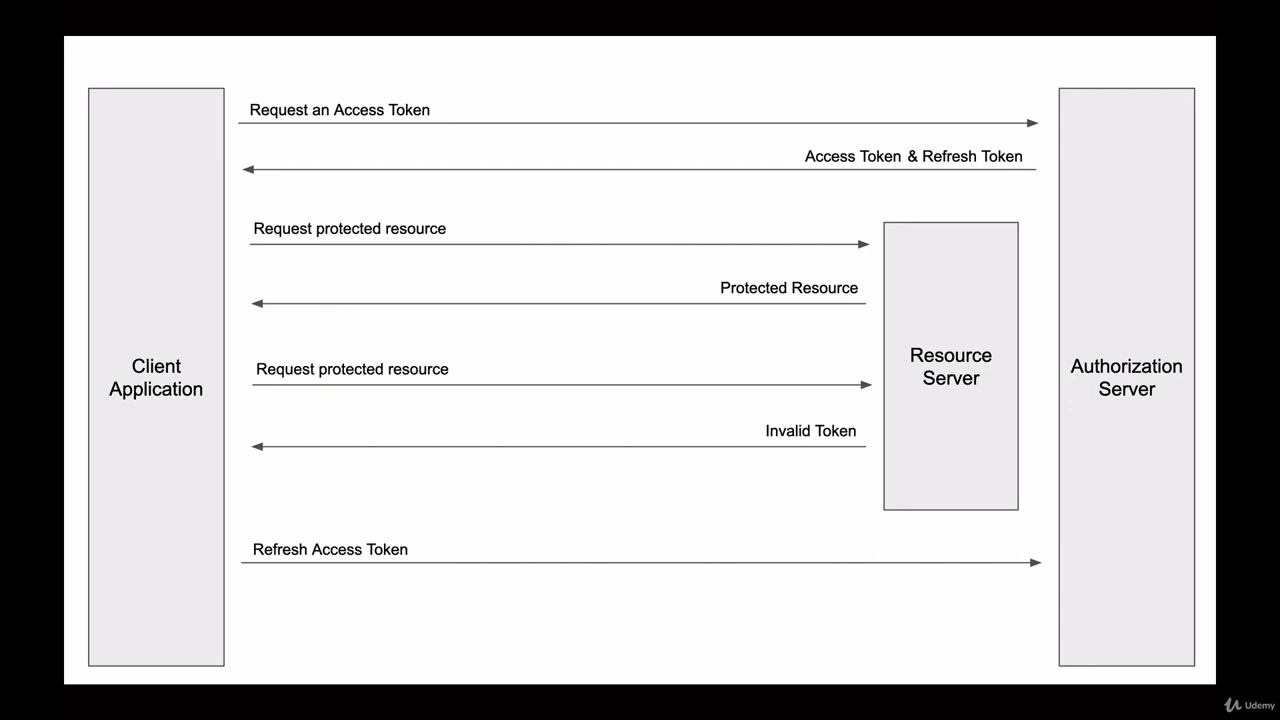 Request an Access Token
Access Token & Refresh Token
Request protected resource
Protected Resource
Client
Application
Request protected resource
Resource
Server
Authorization
Server
Invalid Token
Refresh Access Token
Udemy